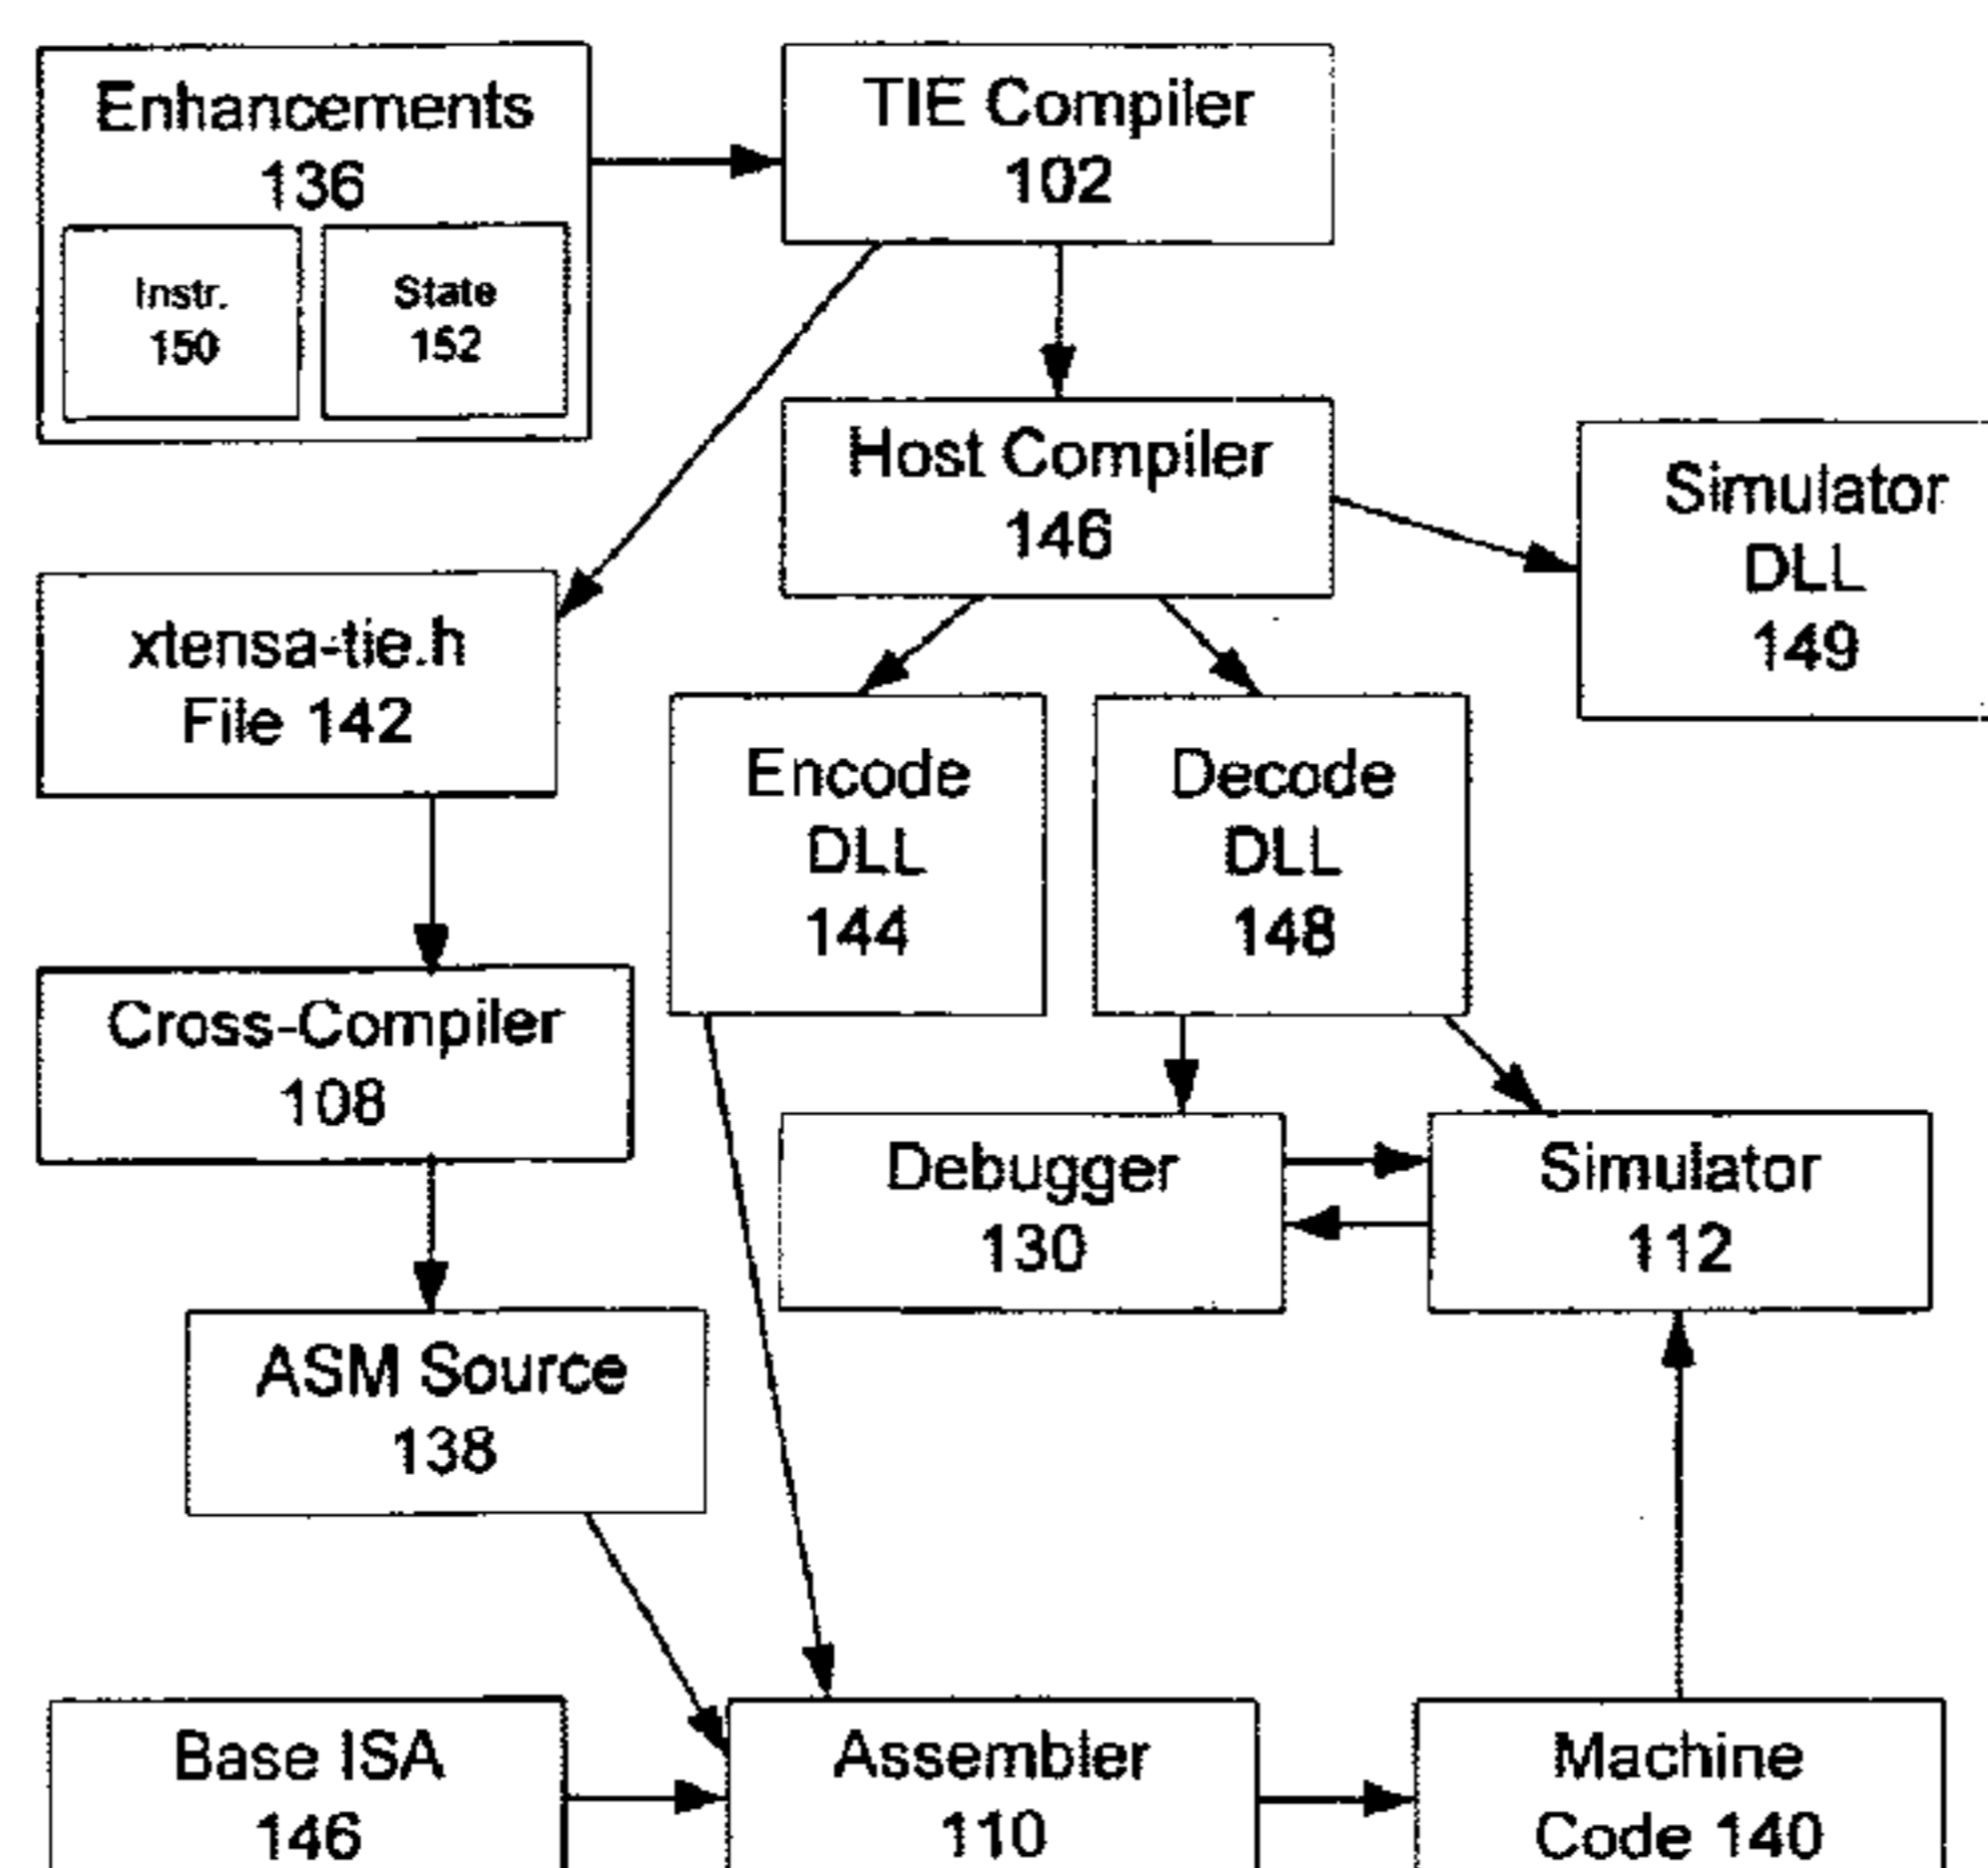 Enhancements
136
Instr.
150
State
152
TIE Compiler
102
Host Compiler
146
Simulator
DLL
149
xtensa-tie.h
File 142
Encode
DLL
144
Decode
DLL
148
Cross-Compiler
108
Debugger
130
Simulator
112
ASM Source
138
Base ISA
146
Assembler
110
Machine
Code 140